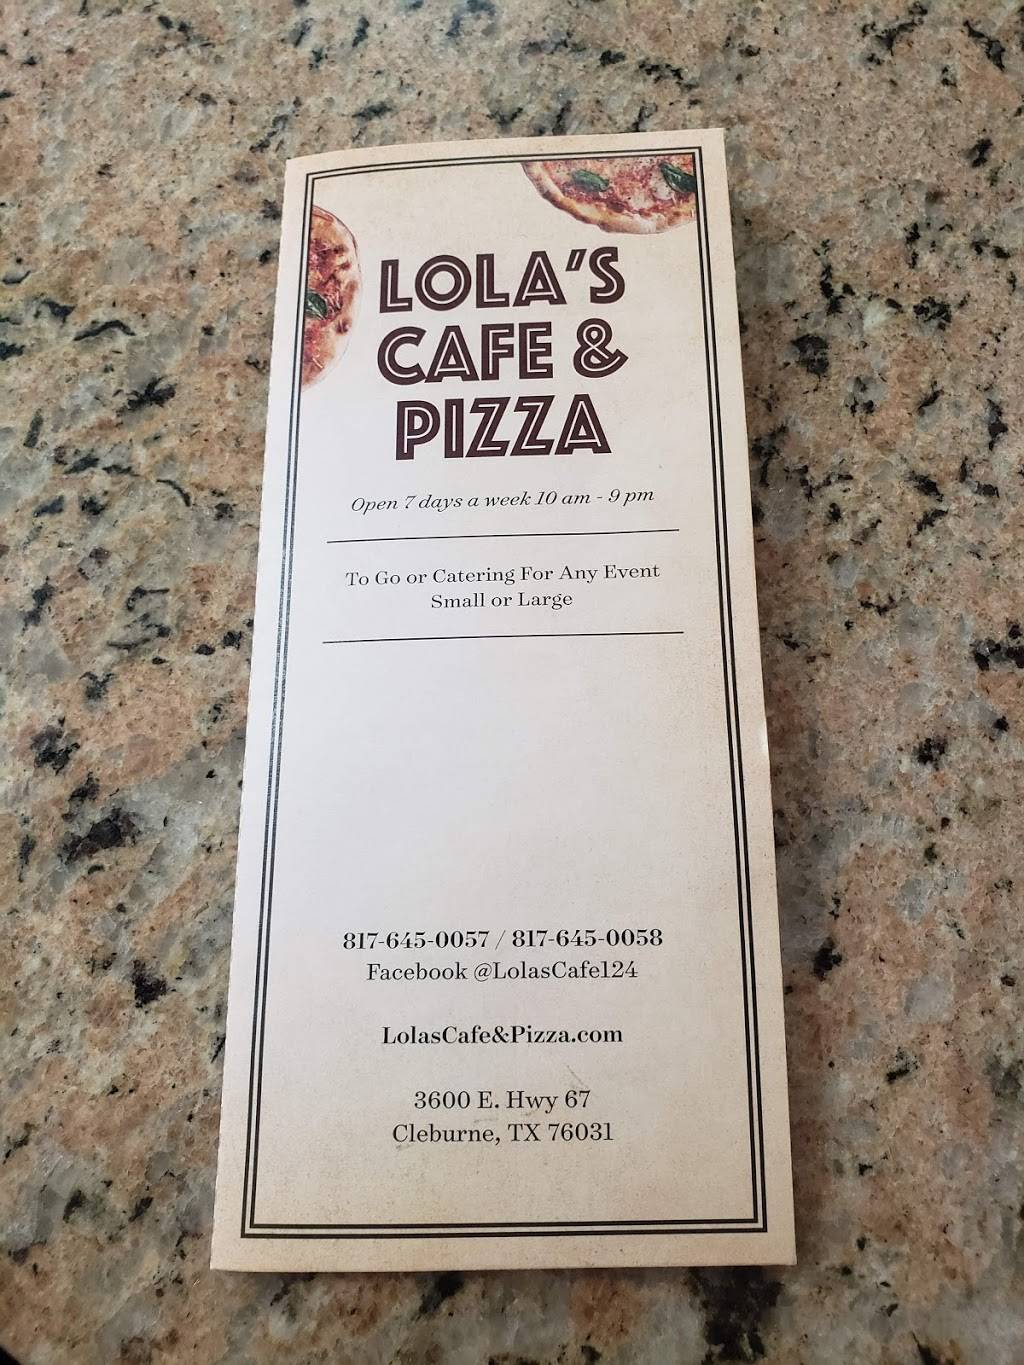 LOLA'S
CAFE &
PIZZA
Open 7 days a week 10 am - 9 pm
To Go or Catering For Any Event
Small or Large
817-645-0057 / 817-645-0058
Facebook @LolasCafe124
LolasCafe&Pizza.com
3600 E. Hwy 67
Cleburne, TX 76031